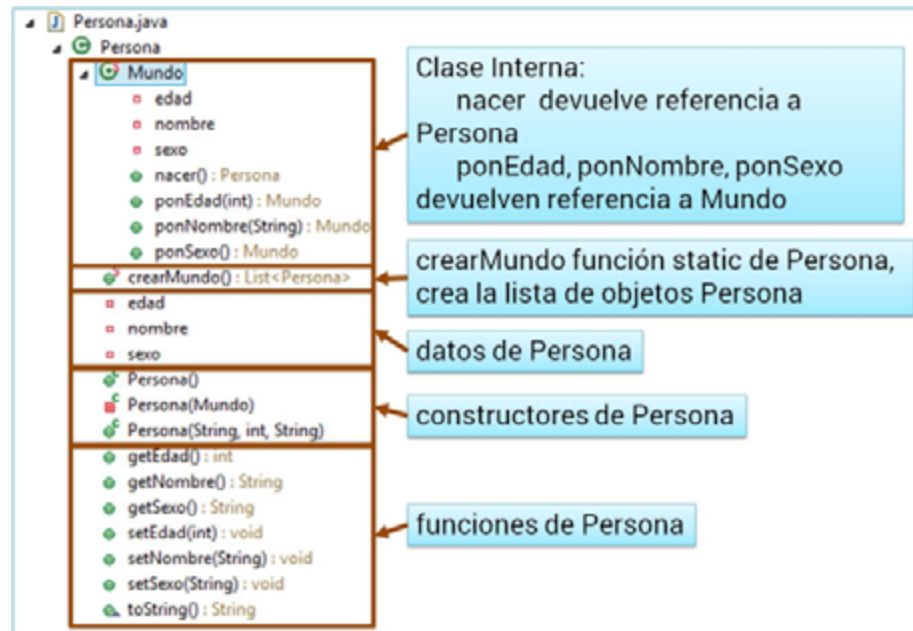 Persona.java
Persona
Mundo
edad
nombre
sexo
nacer() : Persona
ponEdad(int) : Mundo
ponNombre(String) : Mundo
ponSexo() : Mundo
crearMundo() : List<Persona>
edad
nombre
sexo
Persona()
Persona(Mundo)
Persona(String, int, String)
getEdad() : int
getNombre() : String
getSexo() : String
setEdad(int) : void
setNombre(String) : void
setSexo(String) : void
toString() : String
Clase Interna:
nacer devuelve referencia a
Persona
ponEdad, ponNombre, ponSexo
devuelven referencia a Mundo
crearMundo función static de Persona,
crea la lista de objetos Persona
datos de Persona
constructores de Persona
funciones de Persona